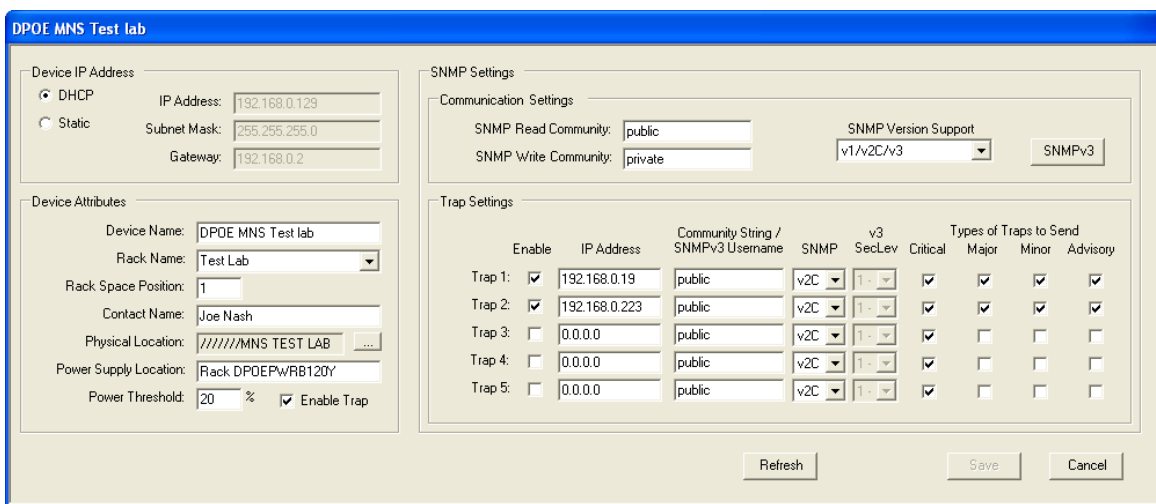 DPOE MNS Test lab
Device IP Address
DHCP
Static
IP Address: 192.168.0.129
Subnet Mask: 255.255.255.0
Gateway: 192.168.0.2
Device Attributes
Device Name: DPOE MNS Test lab
Rack Name: Test Lab
Rack Space Position: 1
Contact Name: Joe Nash
Physical Location: ///////MNS TEST LAB ...
Power Supply Location: Rack DPOEPWRB120Y
Power Threshold: 20 % Enable Trap
SNMP Settings
Communication Settings
SNMP Read Community: public
SNMP Write Community: private
SNMP Version Support
v1/v2C/v3
SNMPv3
Trap Settings
Enable
IP Address
Community String /
SNMPv3 Username
SNMP
v3
SecLev
Types of Traps to Send
Critical Major Minor Advisory
Trap 1: 192.168.0.19 public v2C 1 -
Trap 2: 192.168.0.223 public v2C 1 -
Trap 3: 0.0.0.0 public v2C 1 -
Trap 4: 0.0.0.0 public v2C 1 -
Trap 5: 0.0.0.0 public v2C 1 -
Refresh Save Cancel